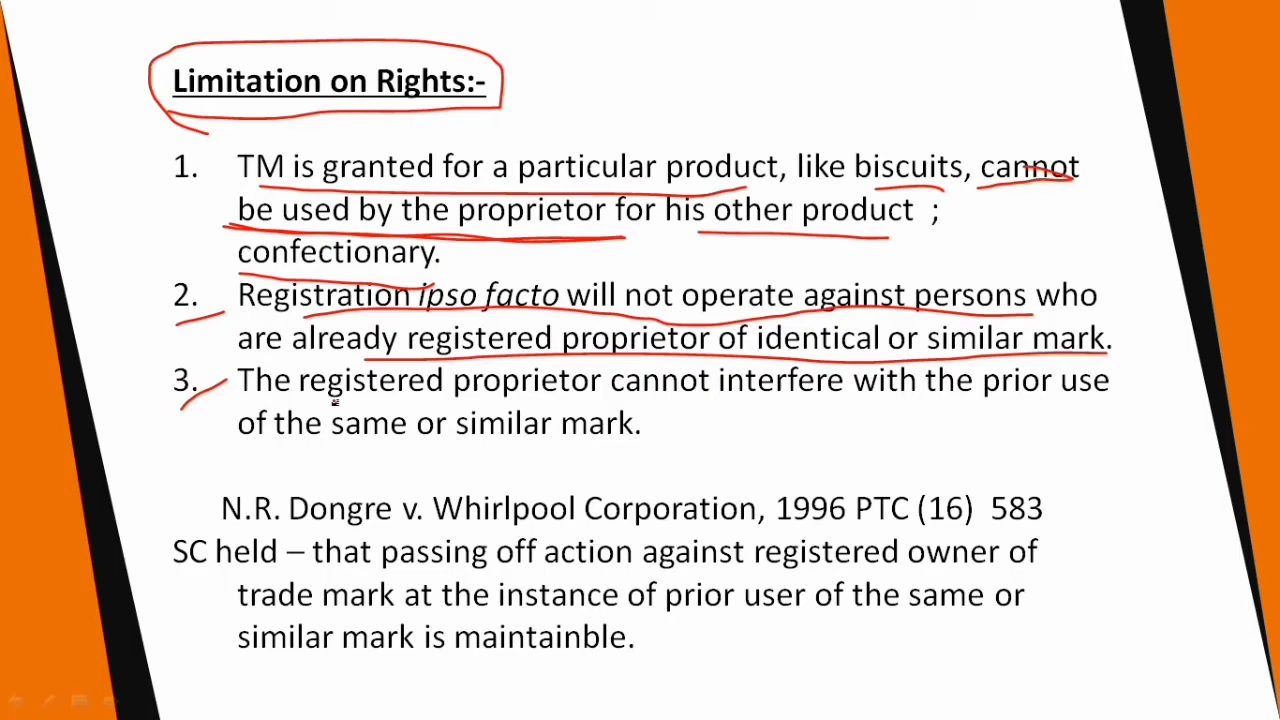 Limitation on Rights:-
1. TM is granted for a particular product, like biscuits, cannot
be used by the proprietor for his other product ;
confectionary.
2. Registration ipso facto will not operate against persons who
are already registered proprietor of identical or similar mark.
3. The registered proprietor cannot interfere with the prior use
of the same or similar mark.
N.R. Dongre v. Whirlpool Corporation, 1996 PTC (16) 583
SC held – that passing off action against registered owner of
trade mark at the instance of prior user of the same or
similar mark is maintainble.